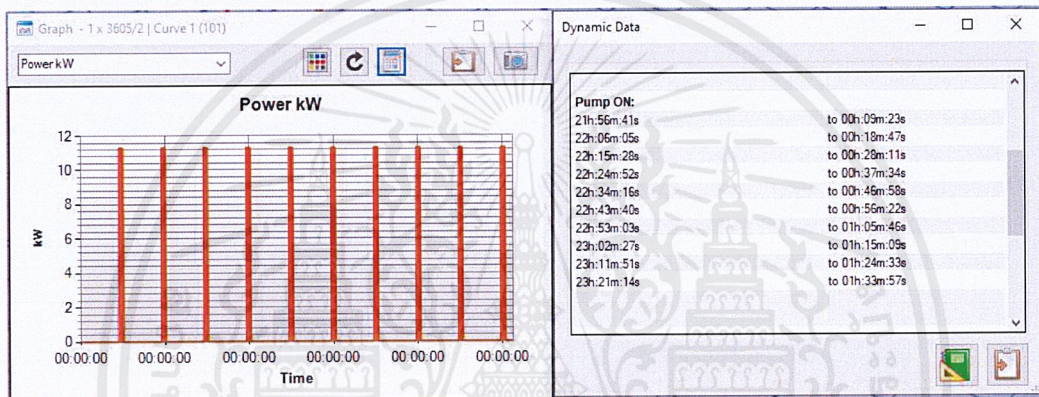 Graph - 1 x 3605/2 | Curve 1 (101)
Power kW
Power kW
12
10
8
6
4
2
0
kW
00:00.00 00:00.00 00:00.00 00:00.00 00:00.00 00:00.00
Time
Dynamic Data
Pump ON:
21h:56m:41s to 00h:09m:23s
22h:06m:05s to 00h:18m:47s
22h:15m:28s to 00h:28m:11s
22h:24m:52s to 00h:37m:34s
22h:34m:16s to 00h:46m:58s
22h:43m:40s to 00h:56m:22s
22h:53m:03s to 01h:05m:46s
23h:02m:27s to 01h:15m:09s
23h:11m:51s to 01h:24m:33s
23h:21m:14s to 01h:33m:57s